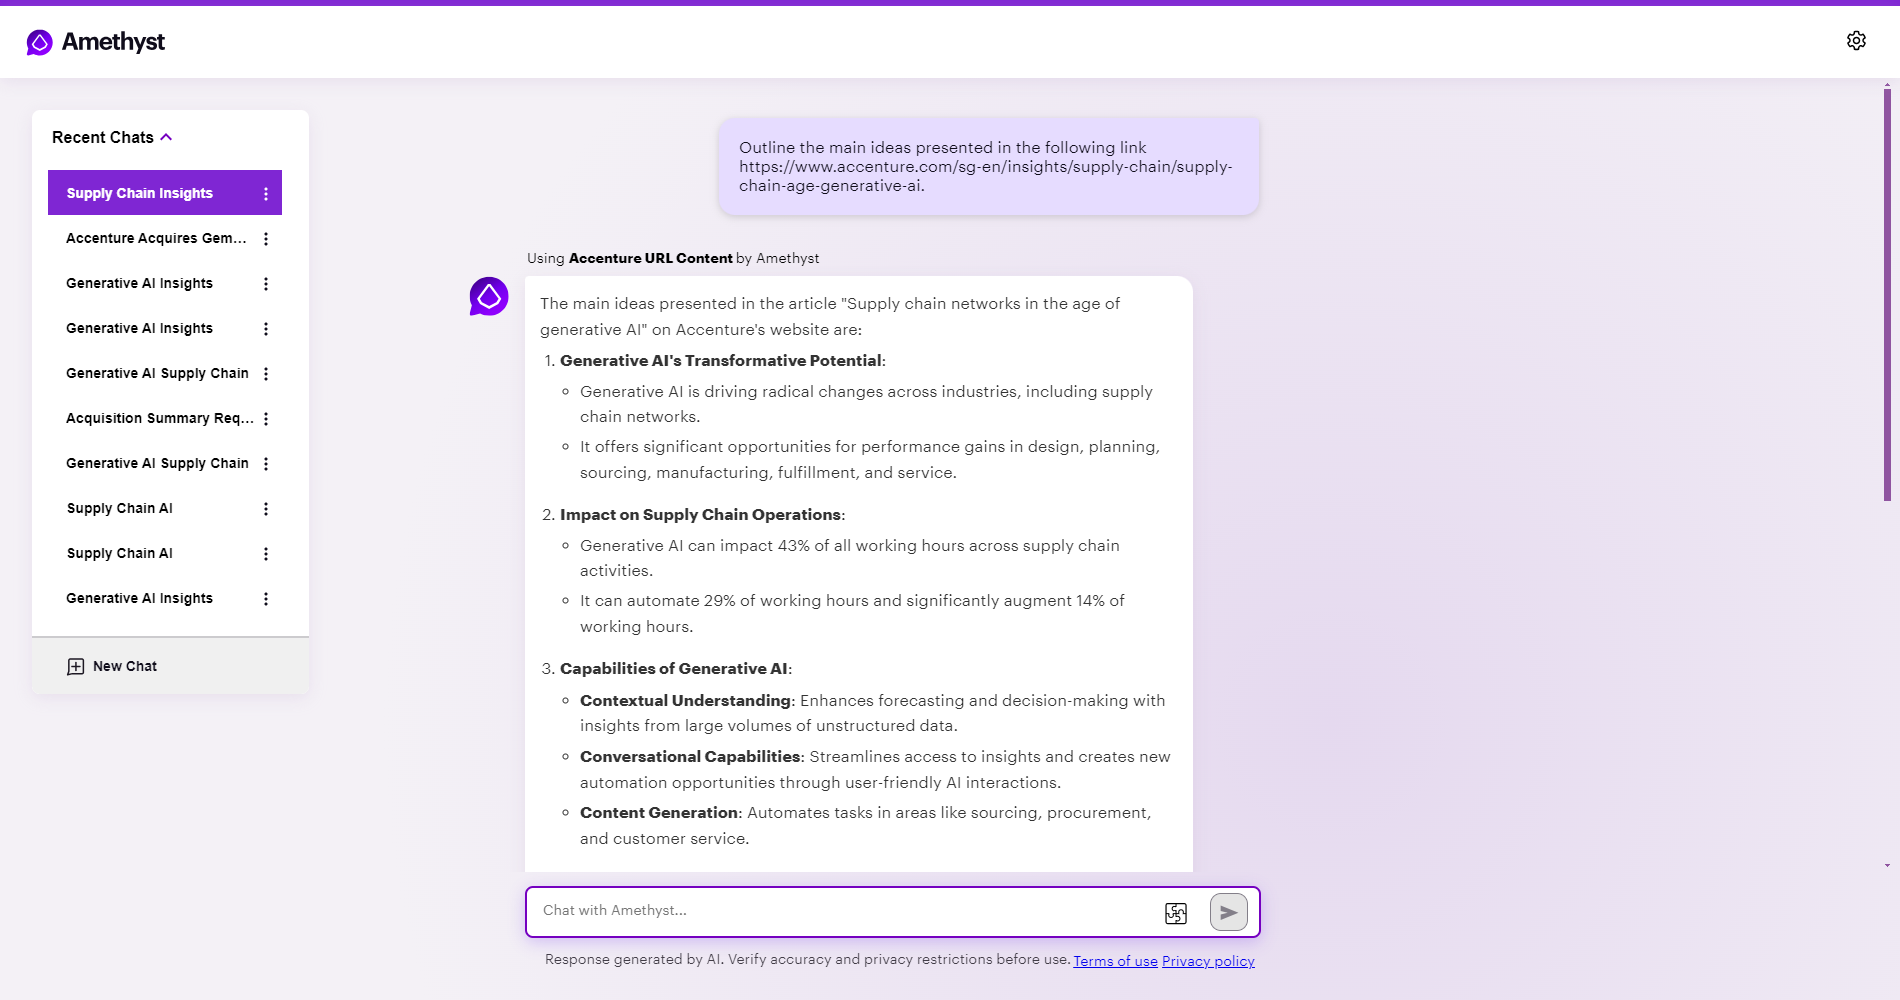 Amethyst
Recent Chats
Supply Chain Insights
Accenture Acquires Gem...
Generative AI Insights
Generative AI Insights
Generative AI Supply Chain
Acquisition Summary Req...
Generative AI Supply Chain
Supply Chain AI
Supply Chain AI
Generative AI Insights
New Chat
Outline the main ideas presented in the following link
https://www.accenture.com/sg-en/insights/supply-chain/supply-
chain-age-generative-ai.
Using Accenture URL Content by Amethyst
The main ideas presented in the article "Supply chain networks in the age of
generative AI" on Accenture's website are:
1. Generative AI's Transformative Potential:
Generative AI is driving radical changes across industries, including supply
chain networks.
It offers significant opportunities for performance gains in design, planning,
sourcing, manufacturing, fulfillment, and service.
2. Impact on Supply Chain Operations:
Generative AI can impact 43% of all working hours across supply chain
activities.
It can automate 29% of working hours and significantly augment 14% of
working hours.
3. Capabilities of Generative AI:
Contextual Understanding: Enhances forecasting and decision-making with
insights from large volumes of unstructured data.
Conversational Capabilities: Streamlines access to insights and creates new
automation opportunities through user-friendly AI interactions.
Content Generation: Automates tasks in areas like sourcing, procurement,
and customer service.
Chat with Amethyst...
Response generated by AI. Verify accuracy and privacy restrictions before use. Terms of use Privacy policy